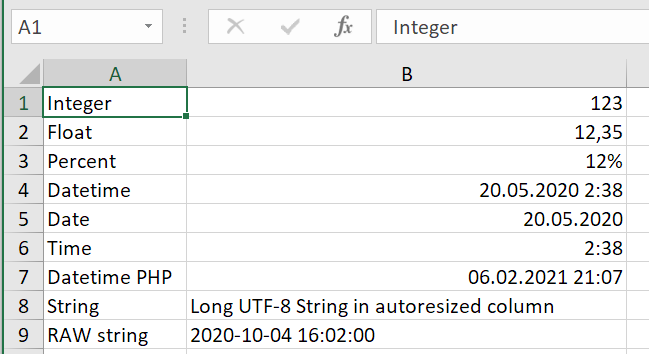 A1 fx Integer
A B
1 Integer 123
2 Float 12,35
3 Percent 12%
4 Datetime 20.05.2020 2:38
5 Date 20.05.2020
6 Time 2:38
7 Datetime PHP 06.02.2021 21:07
8 String Long UTF-8 String in autoresized column
9 RAW string 2020-10-04 16:02:00